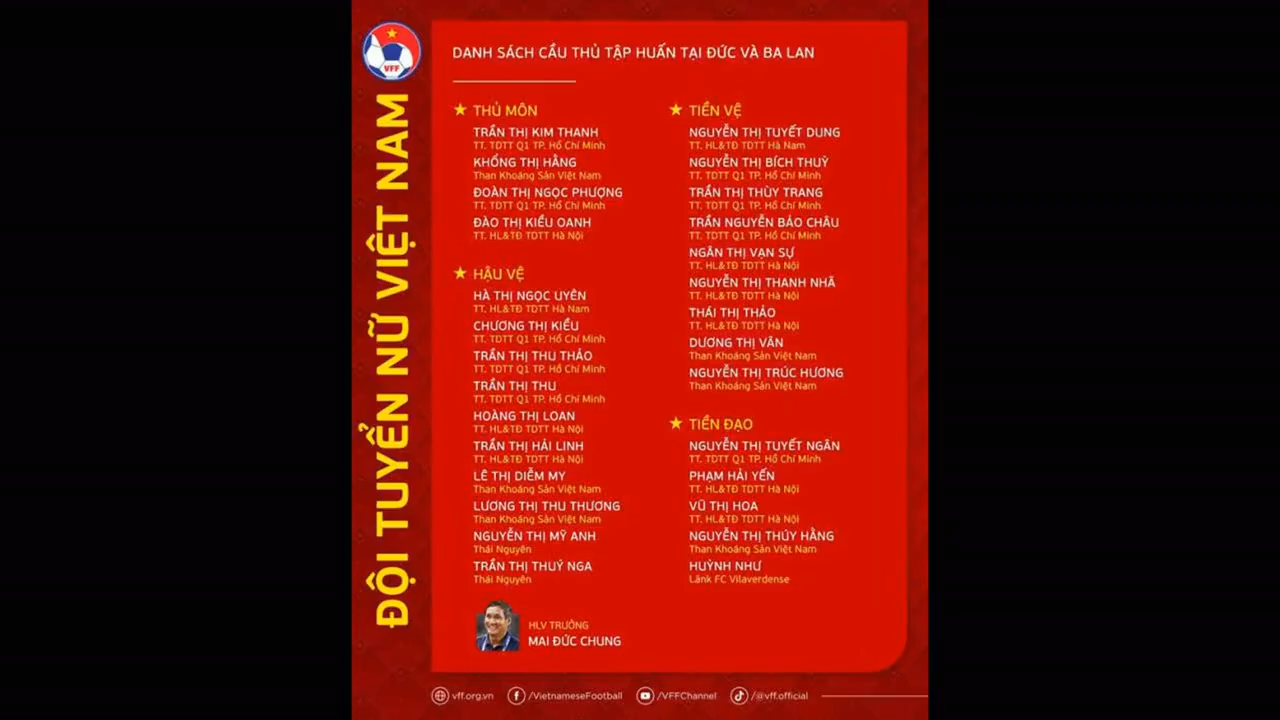 VFF
ĐỘI TUYỂN NỮ VIỆT NAM
DANH SÁCH CẦU THỦ TẬP HUẤN TẠI ĐỨC VÀ BA LAN
THỦ MÔN
TRẦN THỊ KIM THANH
TT. TDTT Q1 TP. Hồ Chí Minh
KHỔNG THỊ HẰNG
Than Khoáng Sản Việt Nam
ĐOÀN THỊ NGỌC PHƯỢNG
TT. TDTT Q1 TP. Hồ Chí Minh
ĐÀO THỊ KIỀU OANH
TT. HL&TĐ TDTT Hà Nội
HẬU VỆ
HÀ THỊ NGỌC UYÊN
TT. HL&TĐ TDTT Hà Nam
CHƯƠNG THỊ KIỀU
TT. TDTT Q1 TP. Hồ Chí Minh
TRẦN THỊ THU THẢO
TT. TDTT Q1 TP. Hồ Chí Minh
TRẦN THỊ THU
TT. TDTT Q1 TP. Hồ Chí Minh
HOÀNG THỊ LOAN
TT. HL&TĐ TDTT Hà Nội
TRẦN THỊ HẢI LINH
TT. HL&TĐ TDTT Hà Nội
LÊ THỊ DIỄM MY
Than Khoáng Sản Việt Nam
LƯƠNG THỊ THU THƯƠNG
Than Khoáng Sản Việt Nam
NGUYỄN THỊ MỸ ANH
Thái Nguyên
TRẦN THỊ THUÝ NGA
Thái Nguyên
TIỀN VỆ
NGUYỄN THỊ TUYẾT DUNG
TT. HL&TĐ TDTT Hà Nam
NGUYỄN THỊ BÍCH THUỲ
TT. TDTT Q1 TP. Hồ Chí Minh
TRẦN THỊ THÙY TRANG
TT. TDTT Q1 TP. Hồ Chí Minh
TRẦN NGUYỄN BẢO CHÂU
TT. TDTT Q1 TP. Hồ Chí Minh
NGÂN THỊ VẠN SỰ
TT. HL&TĐ TDTT Hà Nội
NGUYỄN THỊ THANH NHÃ
TT. HL&TĐ TDTT Hà Nội
THÁI THỊ THẢO
TT. HL&TĐ TDTT Hà Nội
DƯƠNG THỊ VÂN
Than Khoáng Sản Việt Nam
NGUYỄN THỊ TRÚC HƯƠNG
Than Khoáng Sản Việt Nam
TIỀN ĐẠO
NGUYỄN THỊ TUYẾT NGÂN
TT. TDTT Q1 TP. Hồ Chí Minh
PHẠM HẢI YẾN
TT. HL&TĐ TDTT Hà Nội
VŨ THỊ HOA
TT. HL&TĐ TDTT Hà Nội
NGUYỄN THỊ THÚY HẰNG
Than Khoáng Sản Việt Nam
HUỲNH NHƯ
Länk FC Vilaverdense
HLV TRƯỞNG
MAI ĐỨC CHUNG
vff.org.vn /VietnameseFootball /VFFChannel /@vff.official